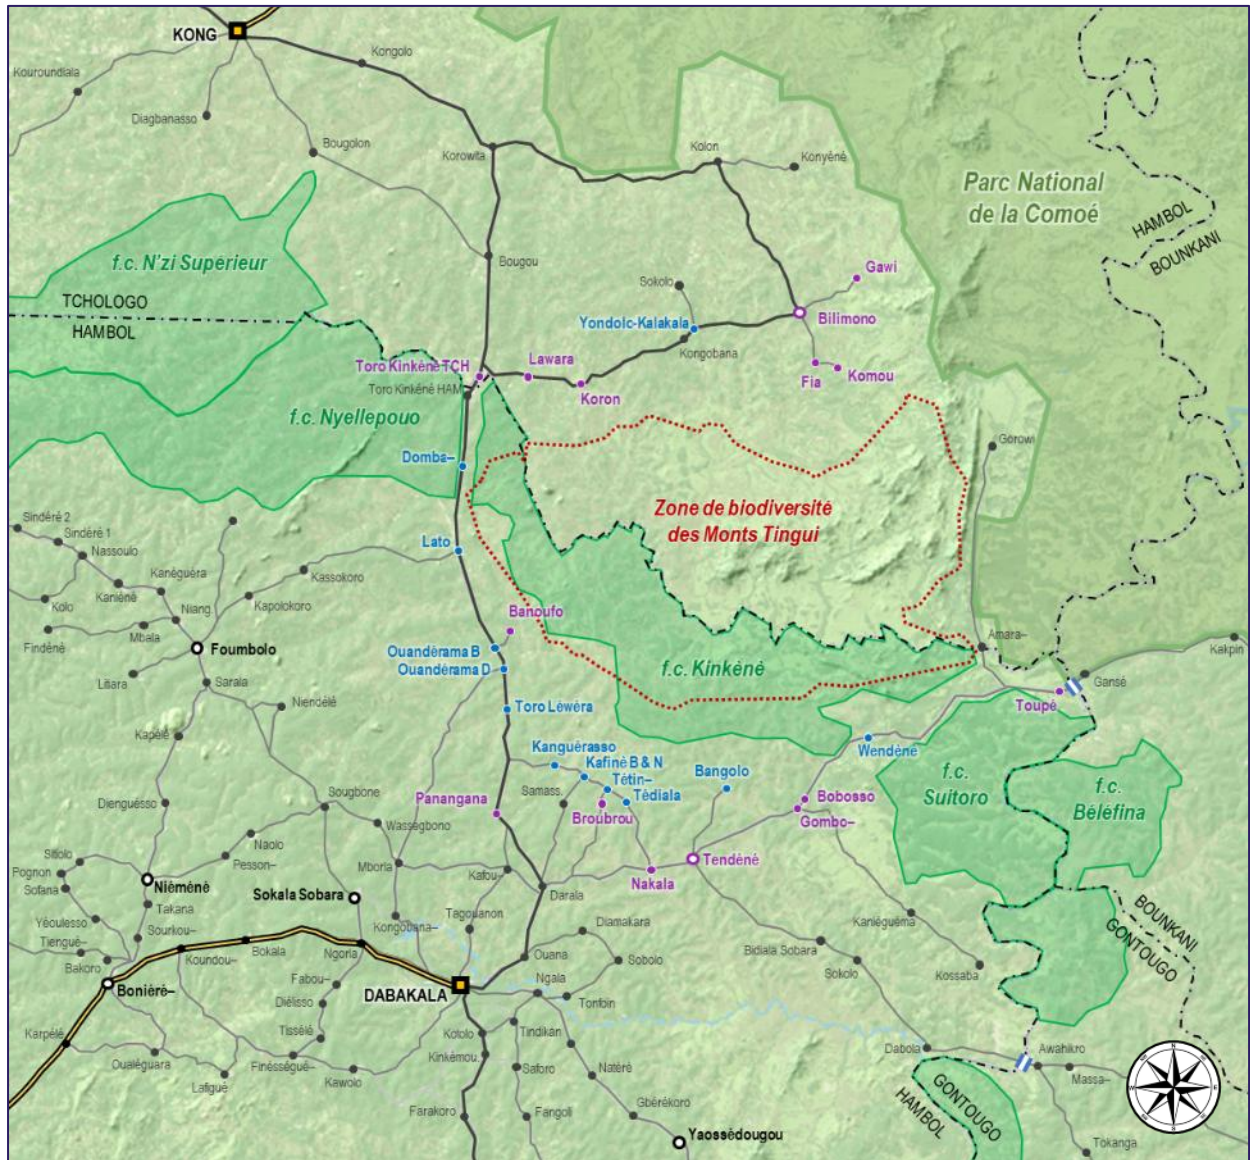 KONG
Kongolo
Kouroundiala
Diagbanasso
Bougolon
Korowita
Kolon
Konyéné
Parc National
de la Comoé
HAMBOL
BOUNKANI
f.c. N'zi Supérieur
TCHOLOGO
HAMBOL
Bougou
Sokolo
Gawi
Yondolo-Kalakala
Bilimono
Kongobana
Toro Kinkéné TCH
Lawara
Toro Kinkéné HAM
Koron
Fia
Komou
f.c. Nyellepouo
Gorowi
Domba–
Zone de biodiversité
des Monts Tingui
Sindéré 2
Sindéré 1
Nassoulo
Lato
Kanéguéra
Kassokoro
Kaniéné
Kapolokoro
Kolo
Niang.
Mbala
Findéné
Foumbolo
Banoufo
Ouandérama B
Ouandérama D
f.c. Kinkéné
Amara–
Kakpin
Gansé
Toupé
Litiara
Sarala
Niendélé
Toro Léwéra
Kapélé
Wendéné
Kanguérasso
Kafiné B & N
Tétin–
Tédiala
Bangolo
Samass.
Broubrou
Panangana
Bobosso
Gombo–
f.c.
Suitoro
f.c.
Béléfina
Dienguésso
Sougbone
Wassegbono
Naolo
Sitiolo
Pesson–
Mboria
Pognon
Sofana
Niéméné
Sokala Sobara
Kafou–
Darala
Nakala
Tendéné
Takana
Yéoulesso
Sourkou–
Tiengué–
Bakoro
Koundou–
Bokala
Ngoria
Kongobana–
Tagouanon
Diamakara
Ouana
Sobolo
Bidiala Sobara
Sokolo
Kaniéguéma
Kossaba
BOUNKANI
GONTOUGO
Boniéré–
Fabou–
DABAKALA
Ngala
Tonfoin
Diélisso
Tissélé
Kololo
Tindikan
Karpélé
Oualéguara
Finésségué–
Kinkémou.
Dabola
Awahikro
Lafigué
Kawolo
Saforo
Natéré
Massa–
Farakoro
Fangoli
Gbérékoro
GONTOUGO
HAMBOL
Yaossédougou
Tokanga
N
E
S
W